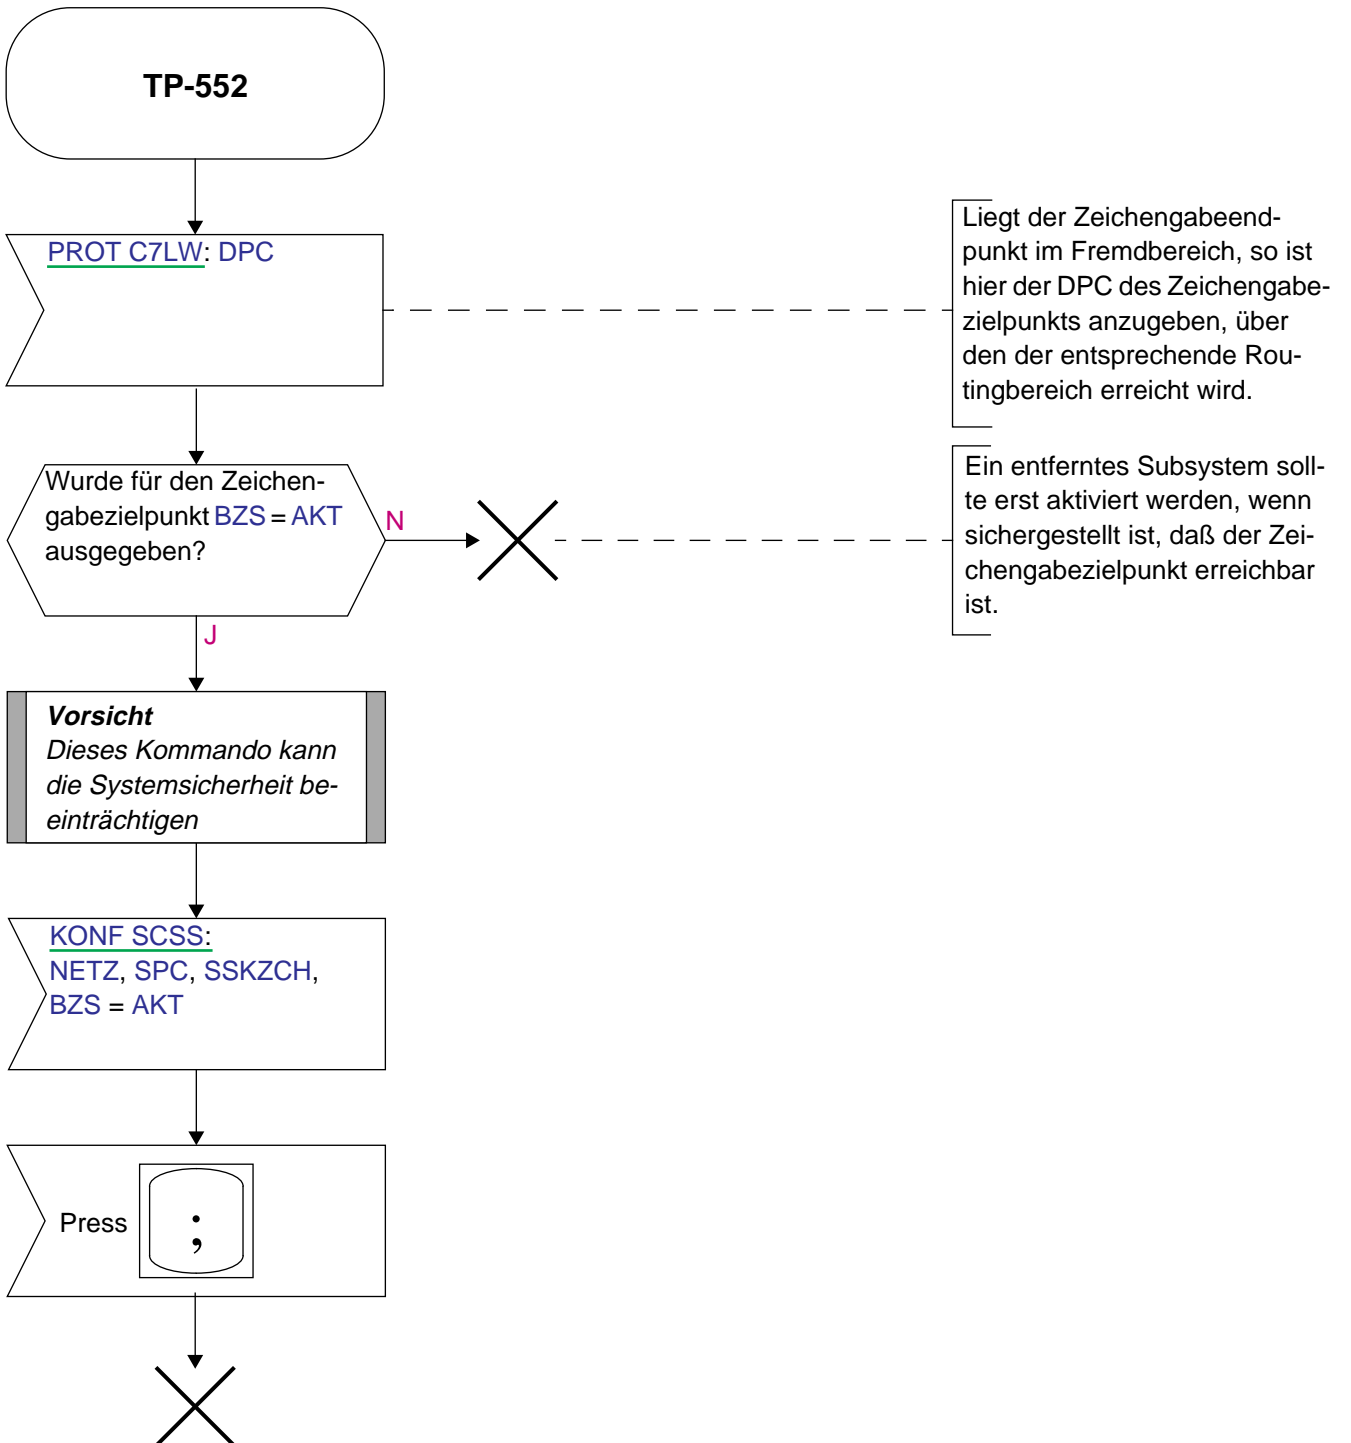 TP-552
PROT C7LW: DPC
Liegt der Zeichengabeend-
punkt im Fremdbereich, so ist
hier der DPC des Zeichengabe-
zielpunkts anzugeben, über
den der entsprechende Rou-
tingbereich erreicht wird.
Wurde für den Zeichen-
gabezielpunkt BZS = AKT
ausgegeben?
N
Ein entferntes Subsystem soll-
te erst aktiviert werden, wenn
sichergestellt ist, daß der Zei-
chengabezielpunkt erreichbar
ist.
J
Vorsicht
Dieses Kommando kann
die Systemsicherheit be-
einträchtigen
KONF SCSS:
NETZ, SPC, SSKZCH,
BZS = AKT
Press ;